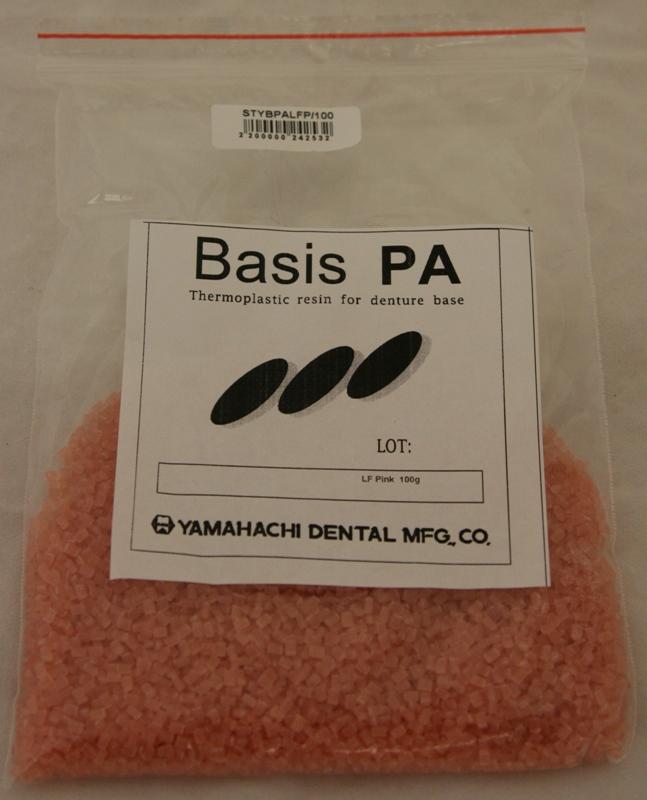 STYBPALFP/100
2 200000 242532
Basis PA
Thermoplastic resin for denture base
LOT:
LF Pink 100g
YAMAHACHI DENTAL MFG., CO.